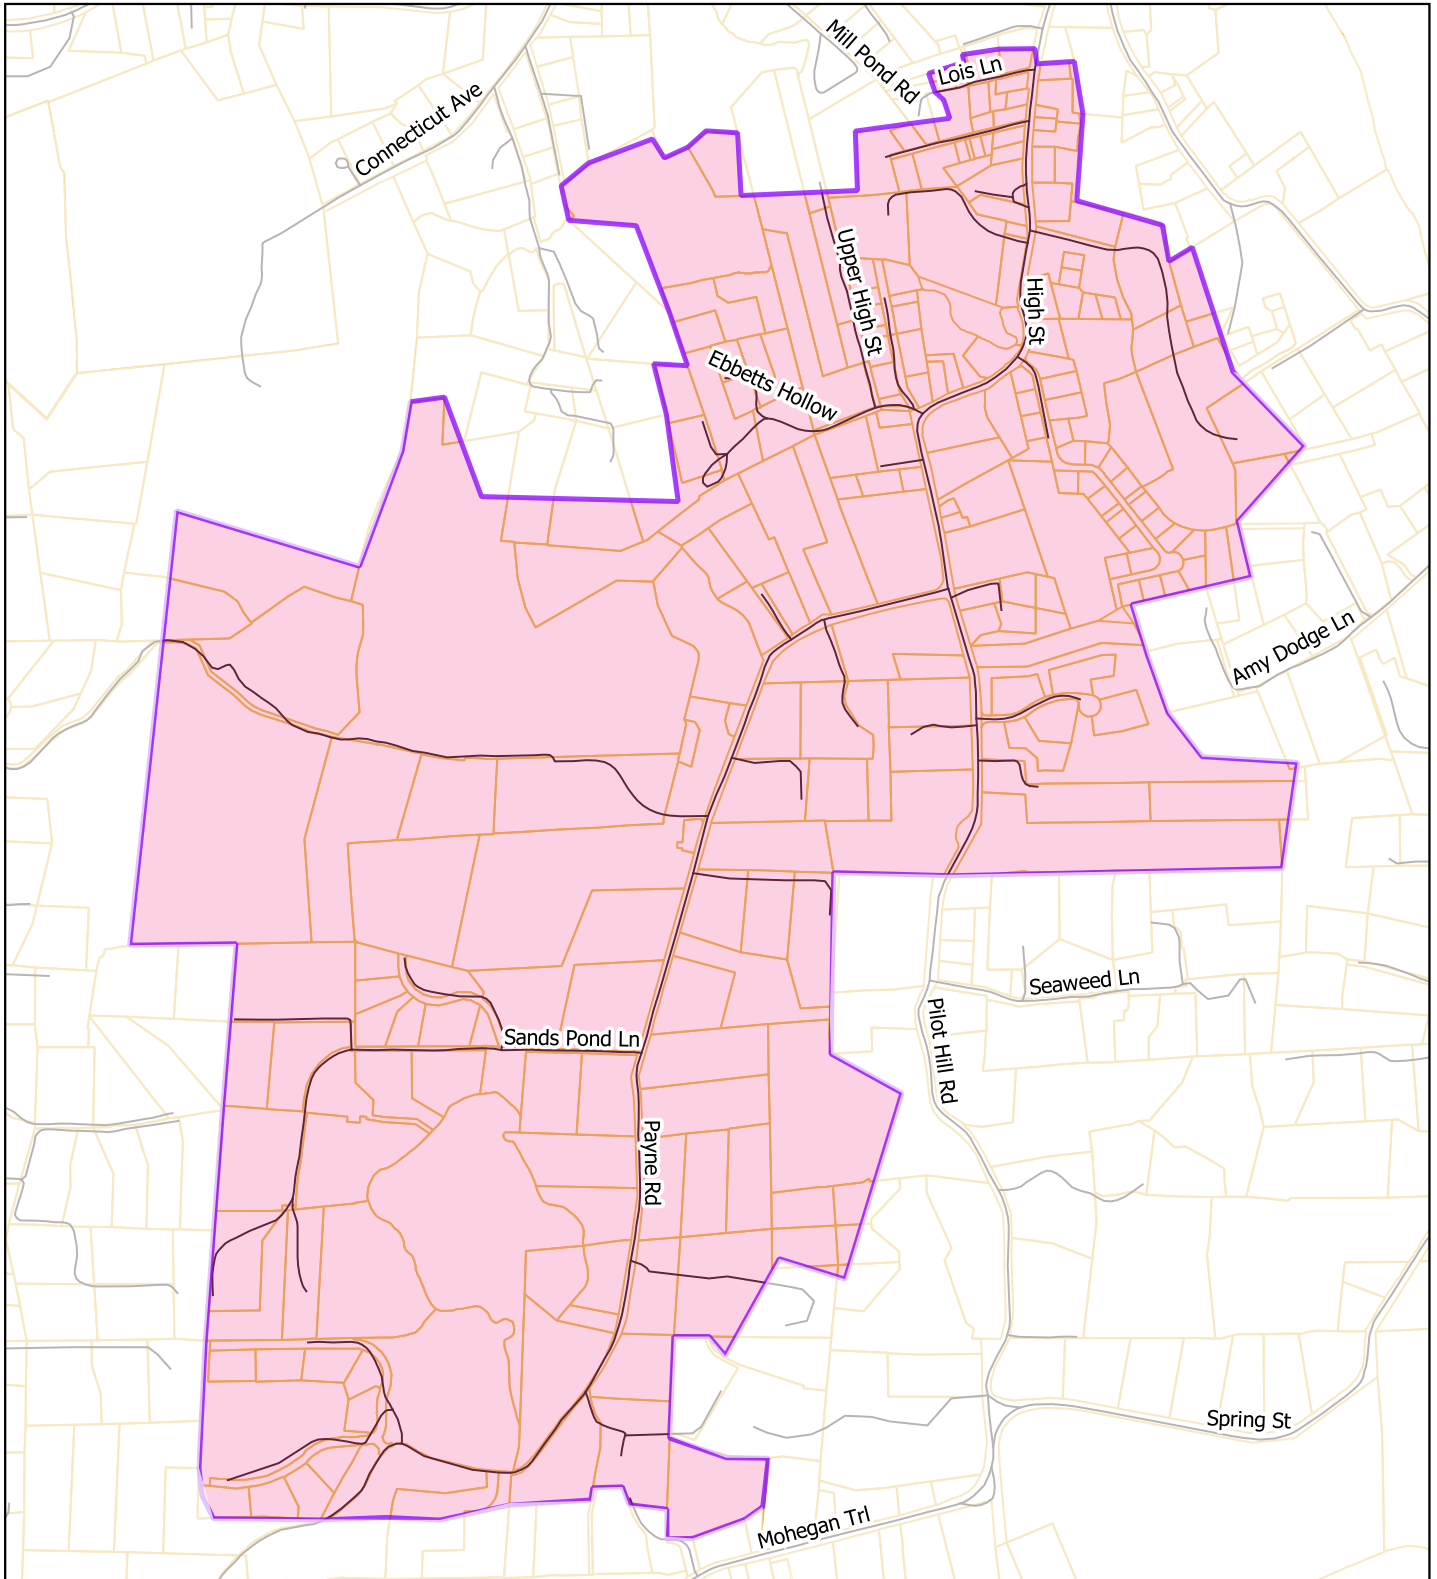 Mill Pond Rd
Lois Ln
Connecticut Ave
Upper High St
High St
Ebbetts Hollow
Amy Dodge Ln
Seaweed Ln
Pilot Hill Rd
Sands Pond Ln
Payne Rd
Spring St
Mohegan Trl